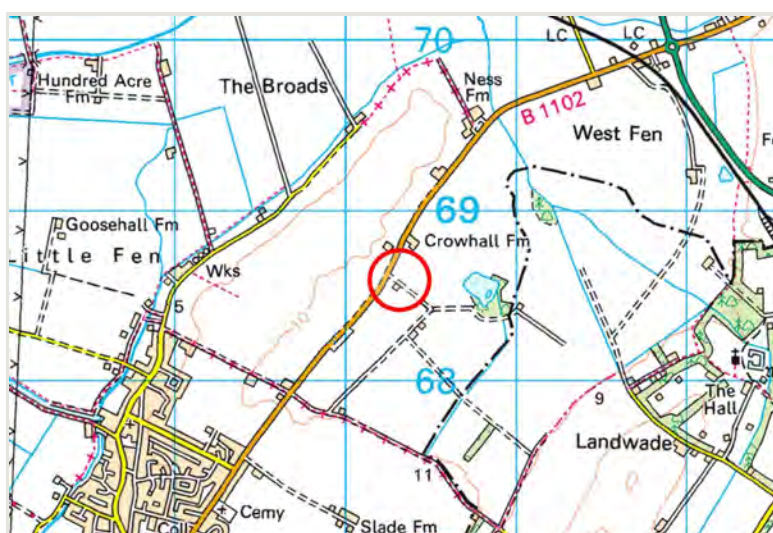 70
LC
LC
Hundred Acre
Fm
The Broads
Ness
Fm
B 1102
West Fen
69
Goosehall Fm
Little Fen
Wks
Crowhall Fm
5
10
68
The
Hall
9
Landwade
11
Cemy
Slade Fm